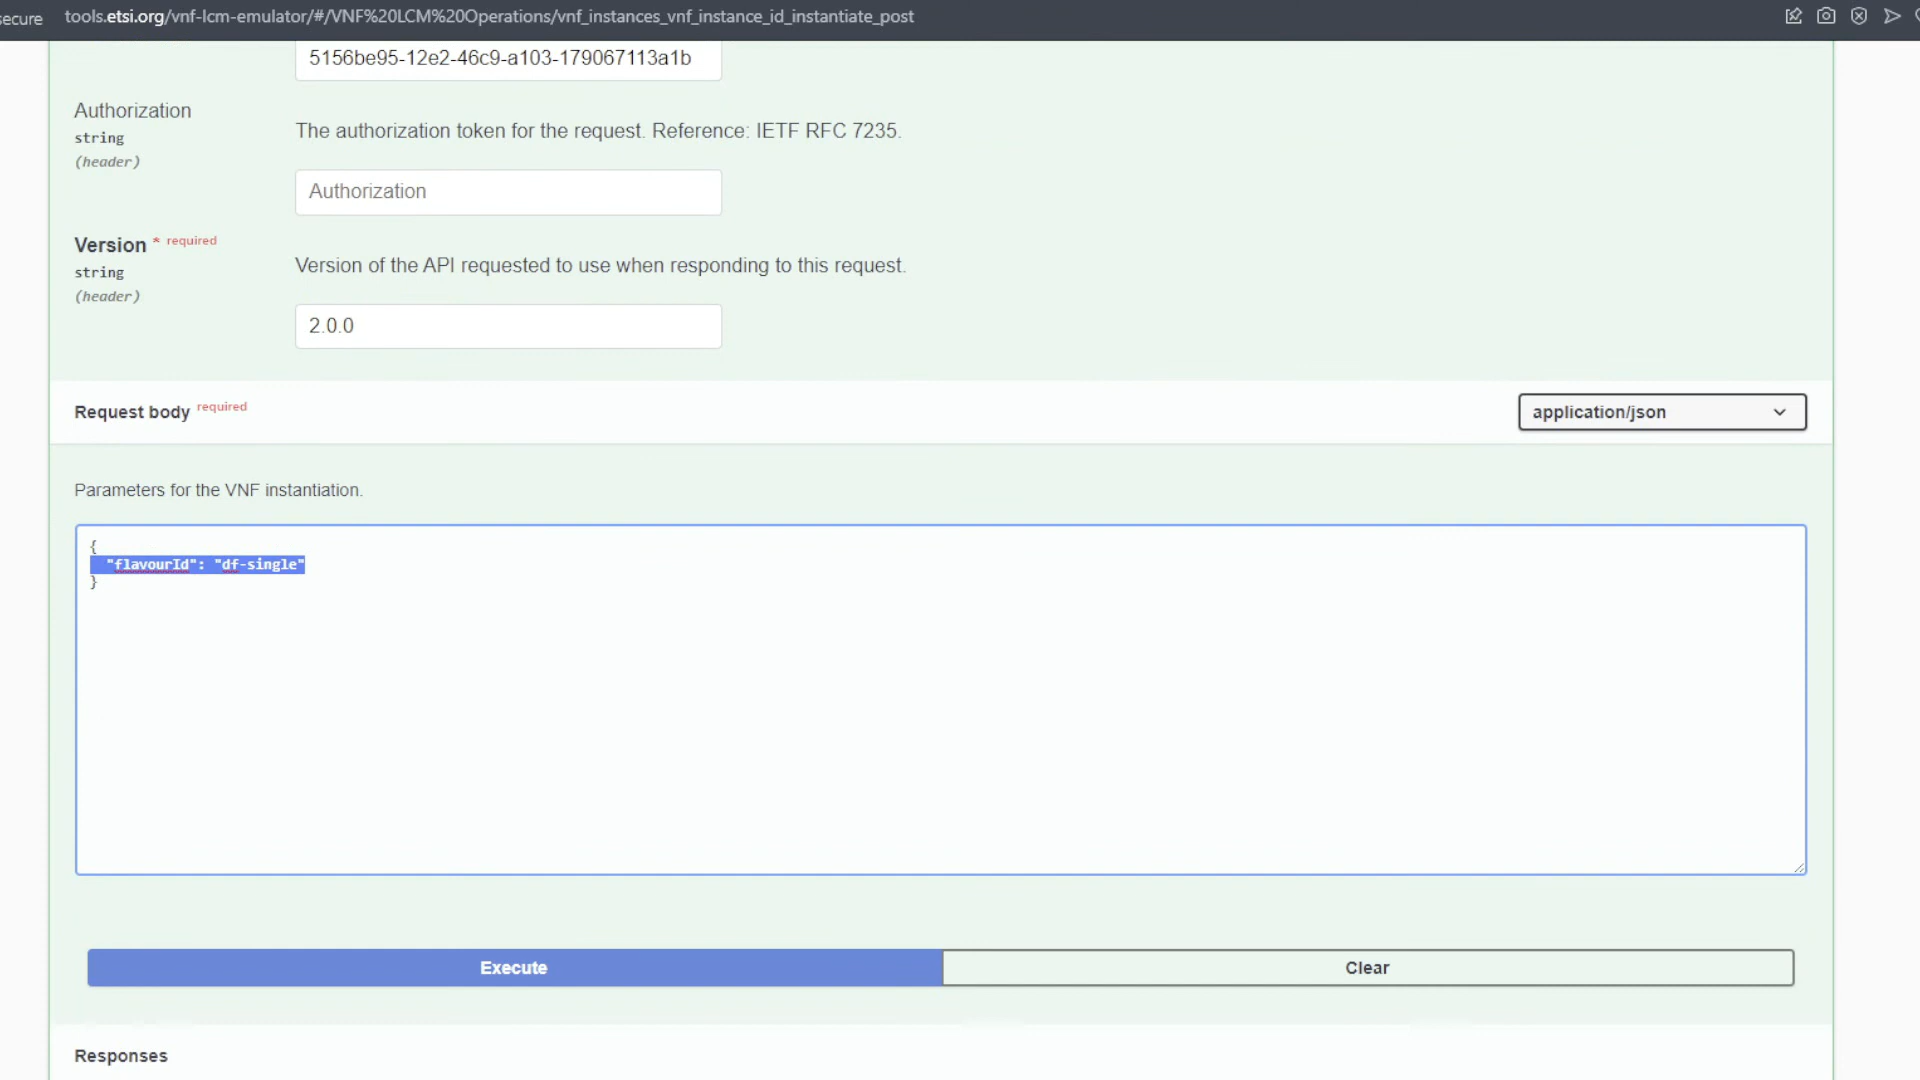 ecure tools.etsi.org/vnf-lcm-emulator/#/VNF%20LCM%20Operations/vnf_instances_vnf_instance_id_instantiate_post
5156be95-12e2-46c9-a103-179067113a1b
Authorization
string
(header)
The authorization token for the request. Reference: IETF RFC 7235.
Authorization
Version * required
string
(header)
Version of the API requested to use when responding to this request.
2.0.0
Request body required
application/json
Parameters for the VNF instantiation.
{
"flavourId": "df-single"
}
Execute
Clear
Responses